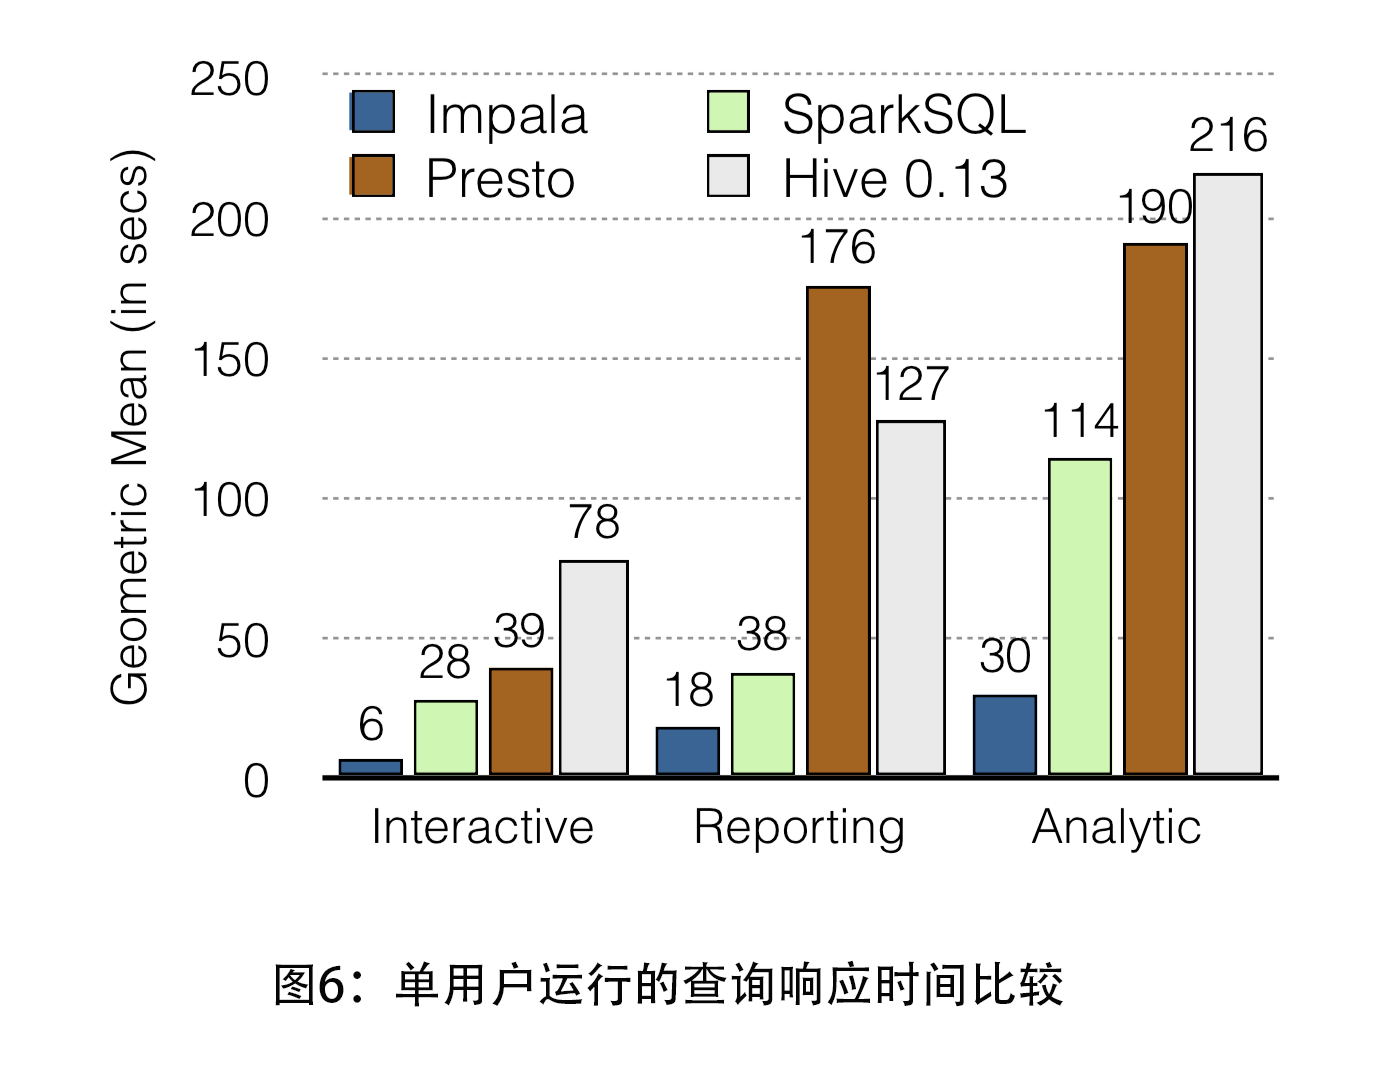 250
200
150
100
50
0
Geometric Mean (in secs)
Impala
SparkSQL
Presto
Hive 0.13
6
28
39
78
18
38
176
127
30
114
190
216
Interactive
Reporting
Analytic
图6：单用户运行的查询响应时间比较